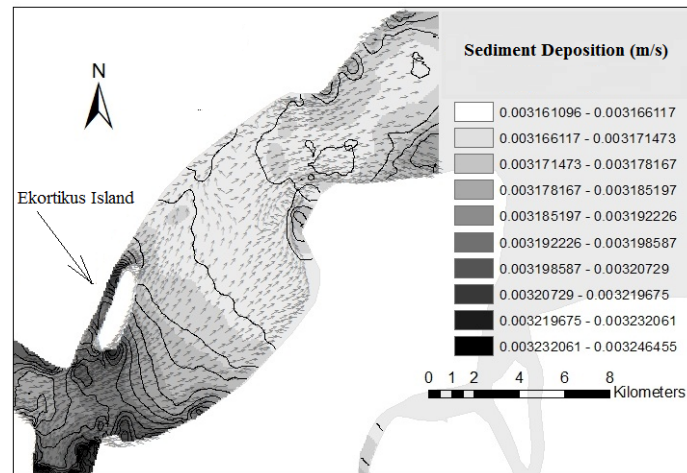 N
Ekortikus Island
Sediment Deposition (m/s)
0.003161096 - 0.003166117
0.003166117 - 0.003171473
0.003171473 - 0.003178167
0.003178167 - 0.003185197
0.003185197 - 0.003192226
0.003192226 - 0.003198587
0.003198587 - 0.00320729
0.00320729 - 0.003219675
0.003219675 - 0.003232061
0.003232061 - 0.003246455
0 1 2 4 6 8
Kilometers